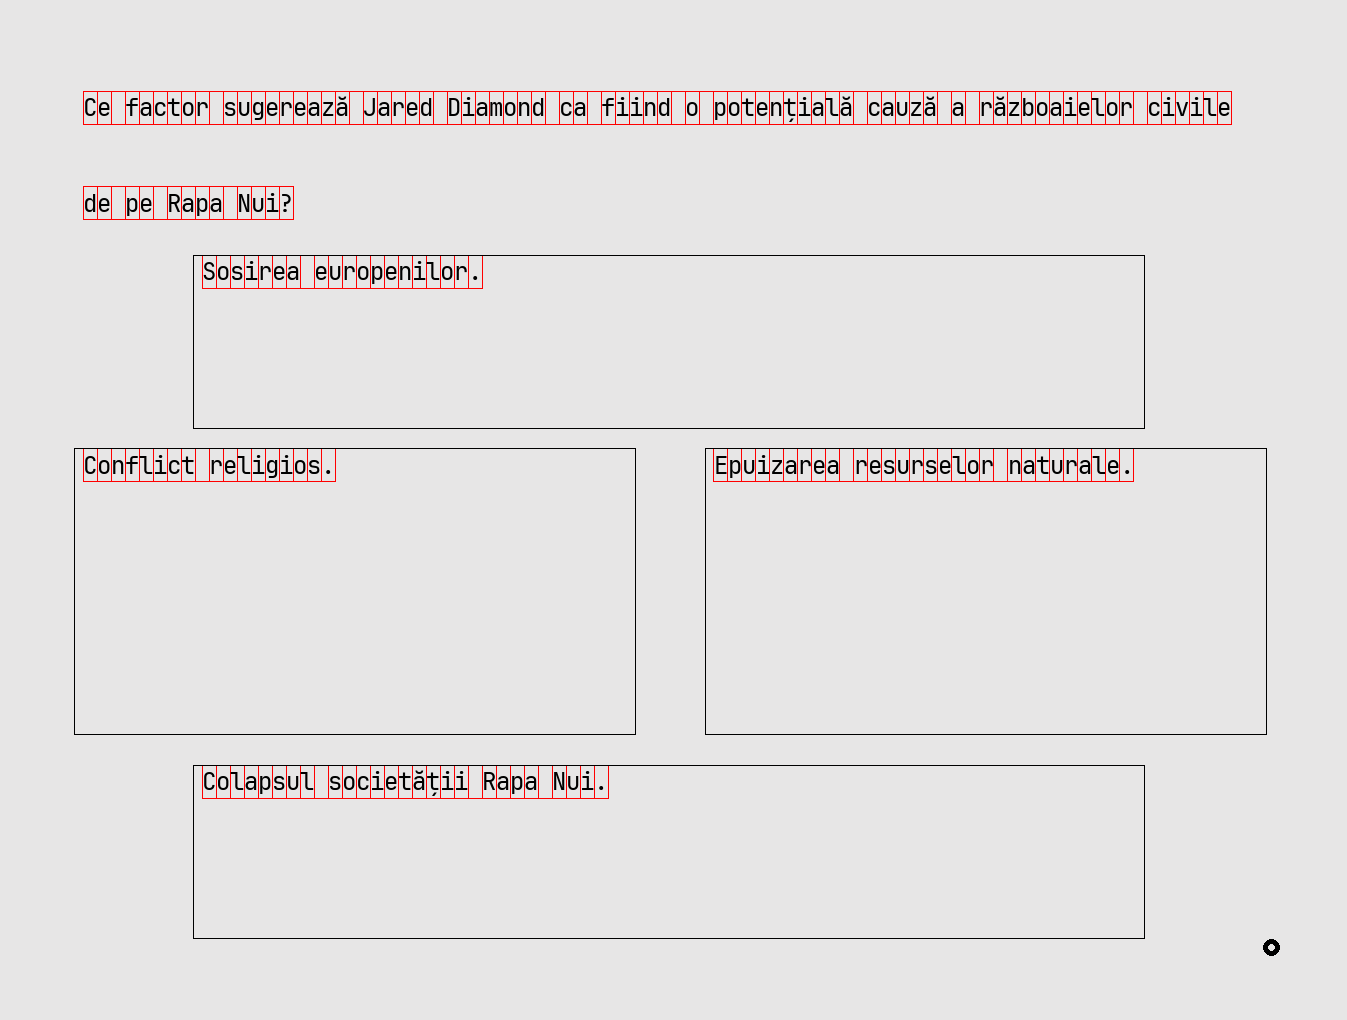 Ce factor sugerează Jared Diamond ca fiind o potențială cauză a războaielor civile
de pe Rapa Nui?
Sosirea europenilor.
Conflict religios.
Epuizarea resurselor naturale.
Colapsul societății Rapa Nui.